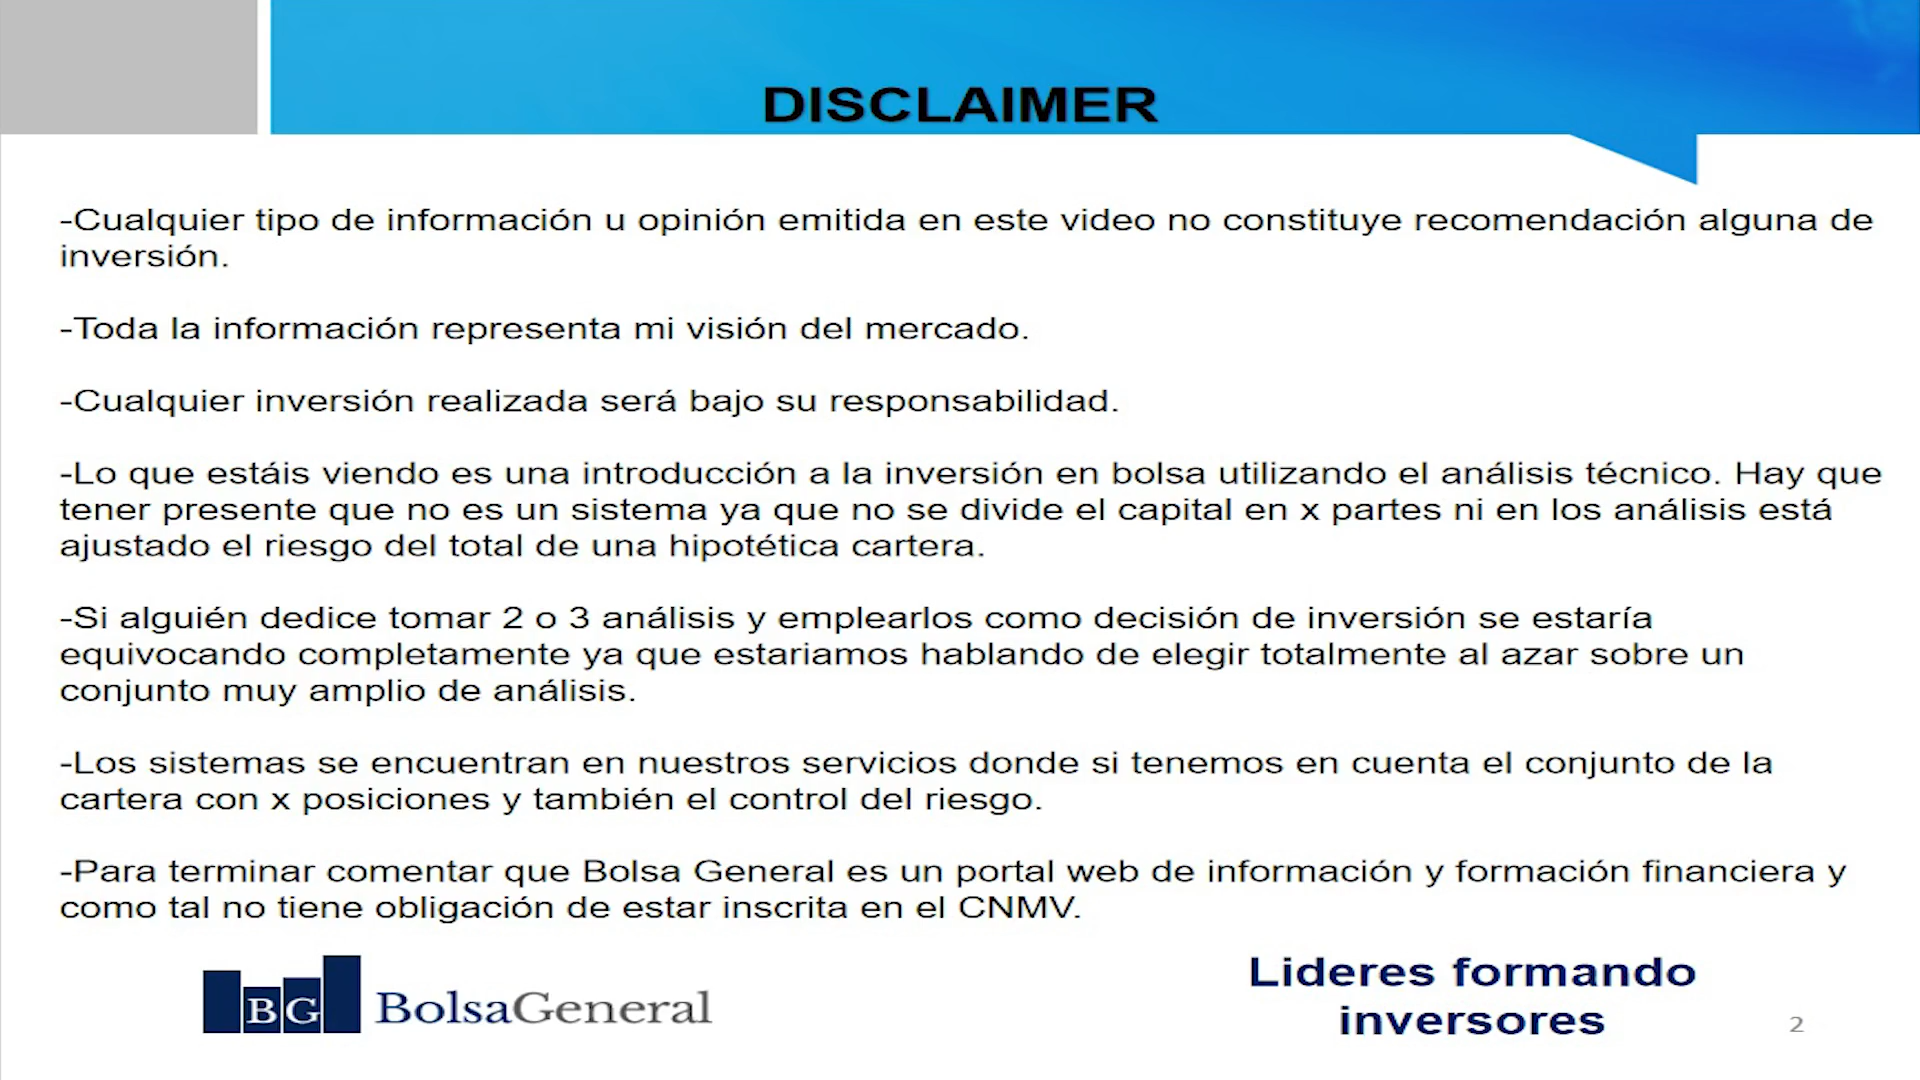 DISCLAIMER
-Cualquier tipo de información u opinión emitida en este video no constituye recomendación alguna de
inversión.
-Toda la información representa mi visión del mercado.
-Cualquier inversión realizada será bajo su responsabilidad.
-Lo que estáis viendo es una introducción a la inversión en bolsa utilizando el análisis técnico. Hay que
tener presente que no es un sistema ya que no se divide el capital en x partes ni en los análisis está
ajustado el riesgo del total de una hipotética cartera.
-Si alguién dedice tomar 2 o 3 análisis y emplearlos como decisión de inversión se estaría
equivocando completamente ya que estariamos hablando de elegir totalmente al azar sobre un
conjunto muy amplio de análisis.
-Los sistemas se encuentran en nuestros servicios donde si tenemos en cuenta el conjunto de la
cartera con x posiciones y también el control del riesgo.
-Para terminar comentar que Bolsa General es un portal web de información y formación financiera y
como tal no tiene obligación de estar inscrita en el CNMV.
BG BolsaGeneral
Lideres formando
inversores
2